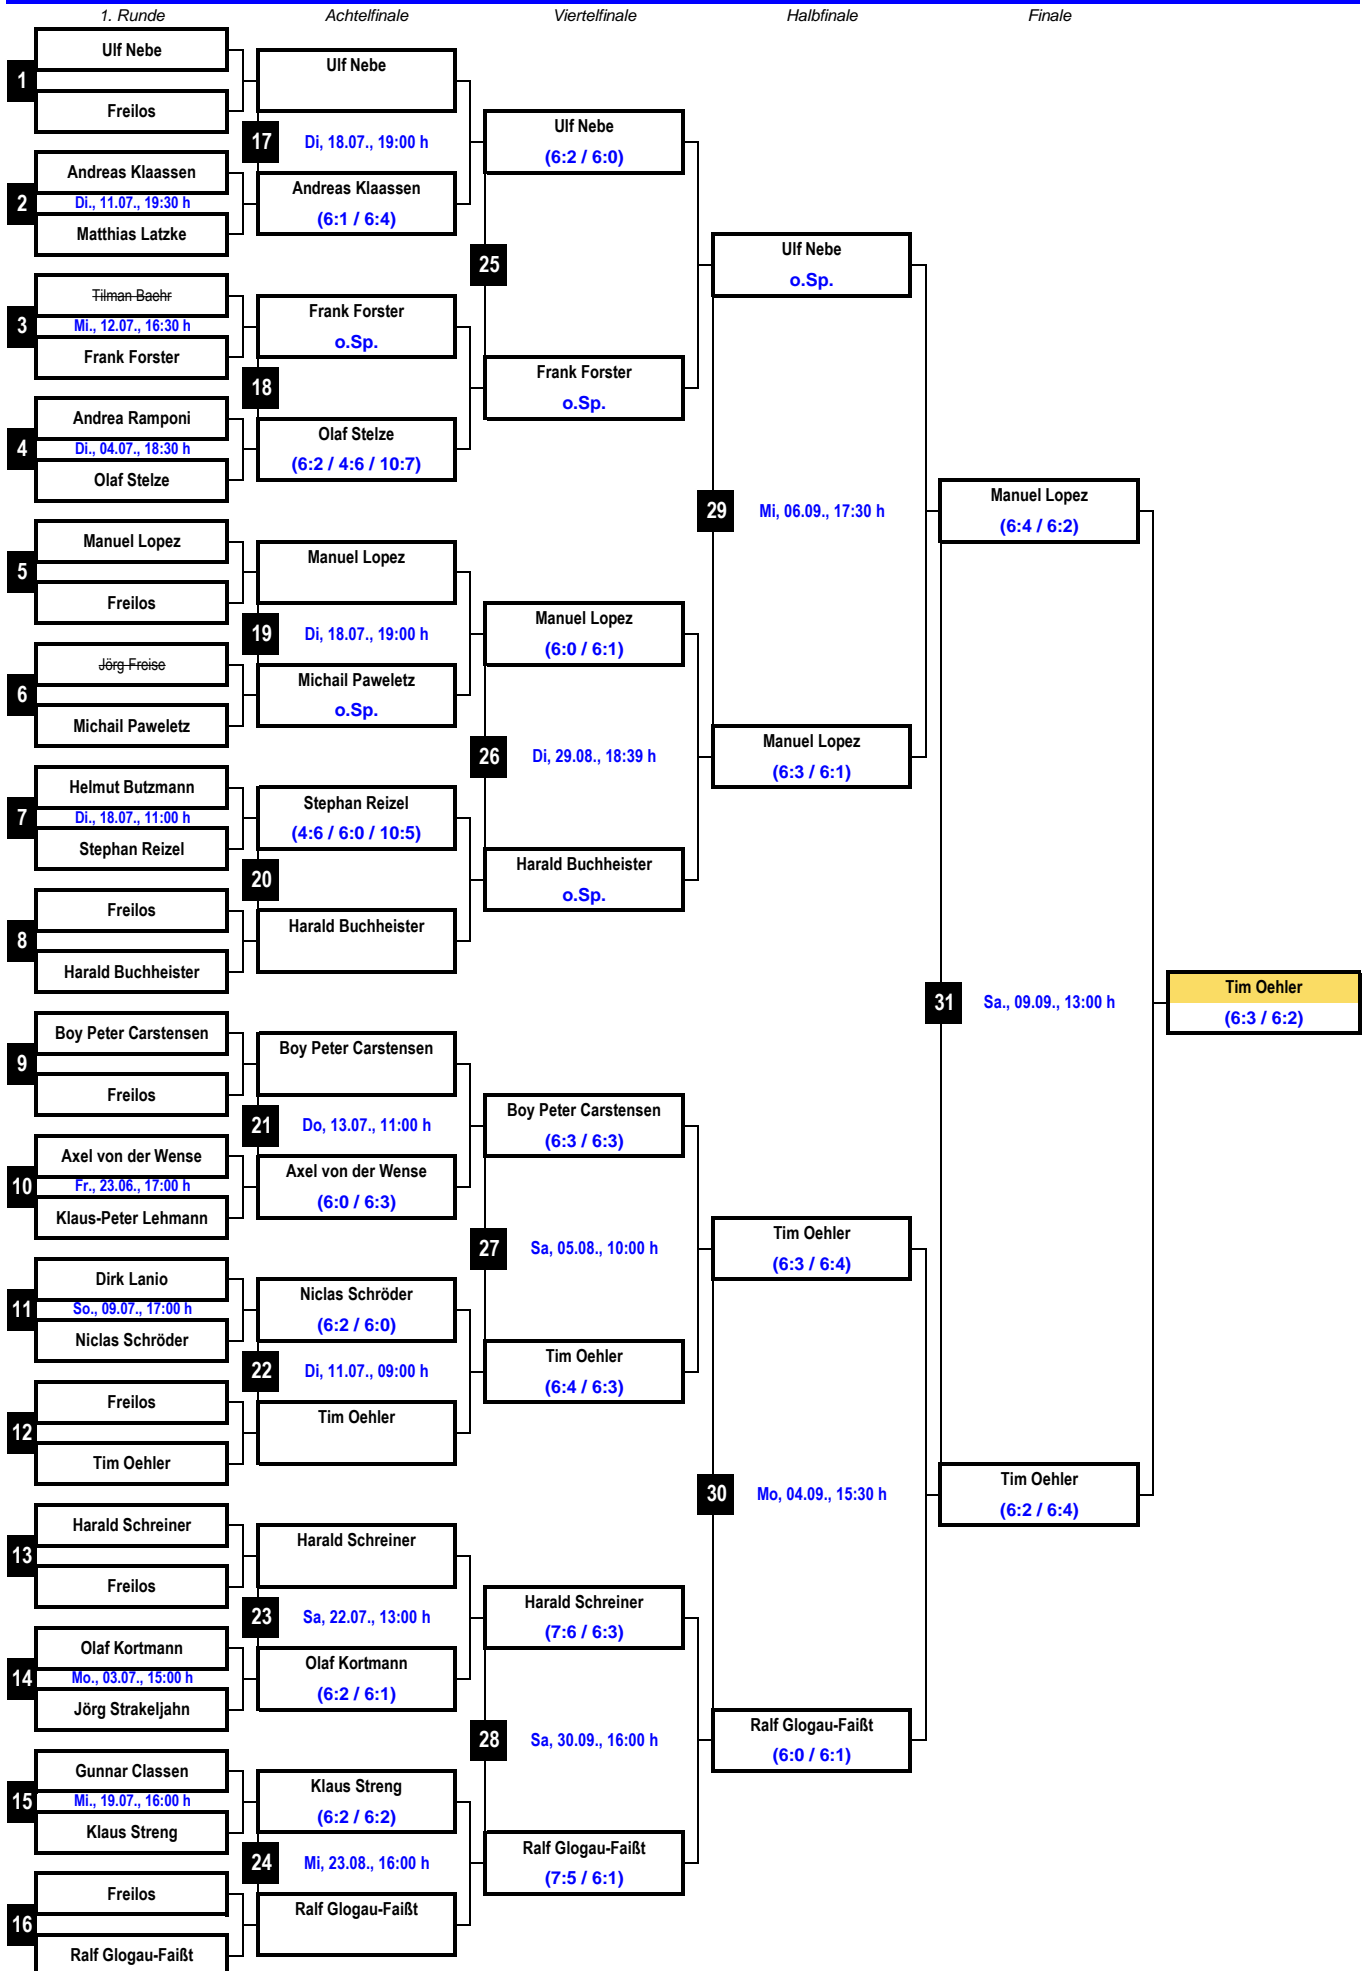 1. Runde
Achtelfinale
Viertelfinale
Halbfinale
Finale
1
Ulf Nebe
Freilos
2
Andreas Klaassen
Di., 11.07., 19:30 h
Matthias Latzke
3
Tilman Baehr
Mi., 12.07., 16:30 h
Frank Forster
4
Andrea Ramponi
Di., 04.07., 18:30 h
Olaf Stelze
5
Manuel Lopez
Freilos
6
Jörg Freise
Michail Paweletz
7
Helmut Butzmann
Di., 18.07., 11:00 h
Stephan Reizel
8
Freilos
Harald Buchheister
9
Boy Peter Carstensen
Freilos
10
Axel von der Wense
Fr., 23.06., 17:00 h
Klaus-Peter Lehmann
11
Dirk Lanio
So., 09.07., 17:00 h
Niclas Schröder
12
Freilos
Tim Oehler
13
Harald Schreiner
Freilos
14
Olaf Kortmann
Mo., 03.07., 15:00 h
Jörg Strakeljahn
15
Gunnar Classen
Mi., 19.07., 16:00 h
Klaus Streng
16
Freilos
Ralf Glogau-Faißt
Ulf Nebe
17
Di, 18.07., 19:00 h
Andreas Klaassen
(6:1 / 6:4)
Frank Forster
o.Sp.
18
Olaf Stelze
(6:2 / 4:6 / 10:7)
Manuel Lopez
19
Di, 18.07., 19:00 h
Michail Paweletz
o.Sp.
Stephan Reizel
(4:6 / 6:0 / 10:5)
20
Harald Buchheister
Boy Peter Carstensen
21
Do, 13.07., 11:00 h
Axel von der Wense
(6:0 / 6:3)
Niclas Schröder
(6:2 / 6:0)
22
Di, 11.07., 09:00 h
Tim Oehler
Harald Schreiner
23
Sa, 22.07., 13:00 h
Olaf Kortmann
(6:2 / 6:1)
Klaus Streng
(6:2 / 6:2)
24
Mi, 23.08., 16:00 h
Ralf Glogau-Faißt
Ulf Nebe
(6:2 / 6:0)
25
Frank Forster
o.Sp.
Manuel Lopez
(6:0 / 6:1)
26
Di, 29.08., 18:39 h
Harald Buchheister
o.Sp.
Boy Peter Carstensen
(6:3 / 6:3)
27
Sa, 05.08., 10:00 h
Tim Oehler
(6:4 / 6:3)
Harald Schreiner
(7:6 / 6:3)
28
Sa, 30.09., 16:00 h
Ralf Glogau-Faißt
(7:5 / 6:1)
Ulf Nebe
o.Sp.
29
Mi, 06.09., 17:30 h
Manuel Lopez
(6:3 / 6:1)
Tim Oehler
(6:3 / 6:4)
30
Mo, 04.09., 15:30 h
Ralf Glogau-Faißt
(6:0 / 6:1)
Manuel Lopez
(6:4 / 6:2)
31
Sa., 09.09., 13:00 h
Tim Oehler
(6:2 / 6:4)
Tim Oehler
(6:3 / 6:2)